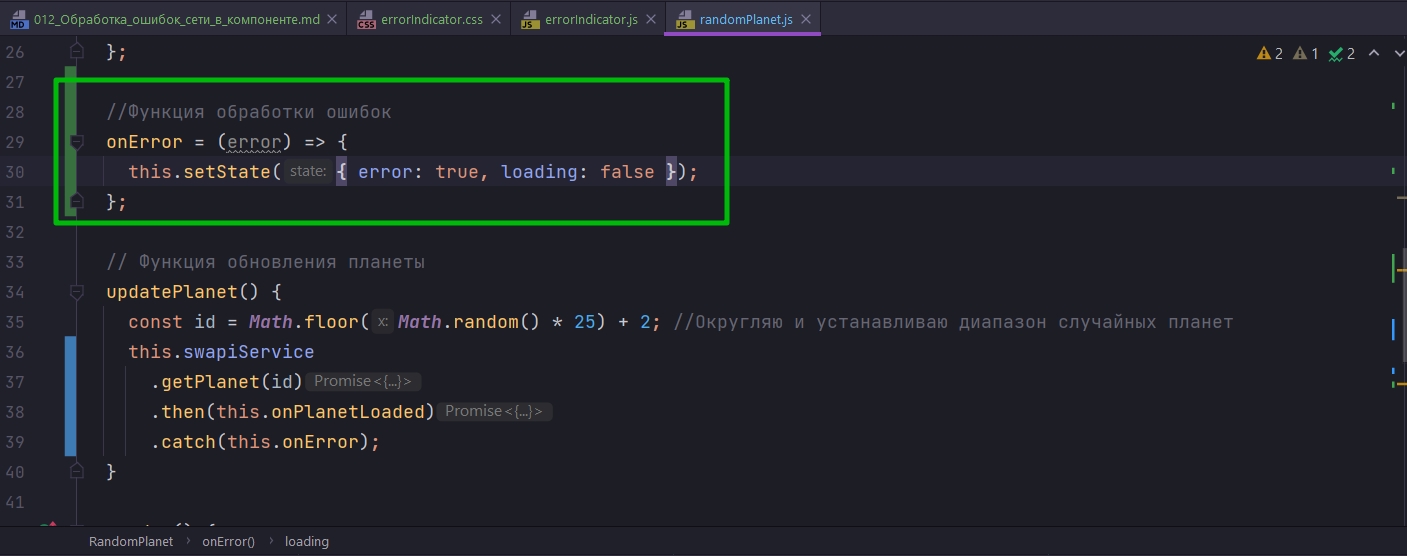 MD 012_Обработка_ошибок_сети_в_компоненте.md CSS errorIndicator.css JS errorIndicator.js JS randomPlanet.js
26 };
2 1 2
27
28 //Функция обработки ошибок
29 onError = (error) => {
30 this.setState( state: { error: true, loading: false });
31 };
32
33 // Функция обновления планеты
34 updatePlanet() {
35 const id = Math.floor( x: Math.random() * 25) + 2; //Округляю и устанавливаю диапазон случайных планет
36 this.swapiService
37 .getPlanet(id) Promise<{...}>
38 .then(this.onPlanetLoaded) Promise<{...}>
39 .catch(this.onError);
40 }
41
RandomPlanet › onError() › loading